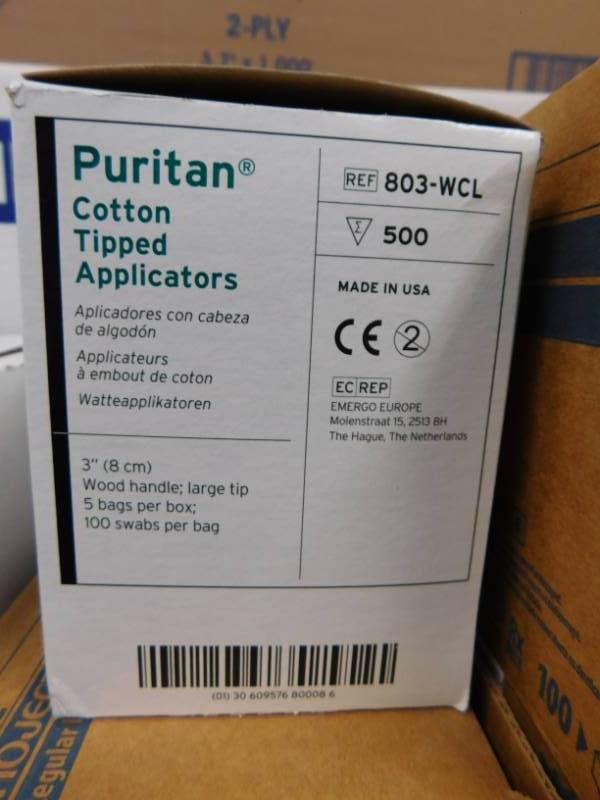 2-PLY
Puritan®
Cotton
Tipped
Applicators
Aplicadores con cabeza
de algodón
Applicateurs
à embout de coton
Watteapplikatoren
3" (8 cm)
Wood handle; large tip
5 bags per box;
100 swabs per bag
REF 803-WCL
Σ 500
MADE IN USA
CE 2
EC REP
EMERGO EUROPE
Molenstraat 15, 2513 BH
The Hague, The Netherlands
(01) 30 609576 80008 6
100
egular